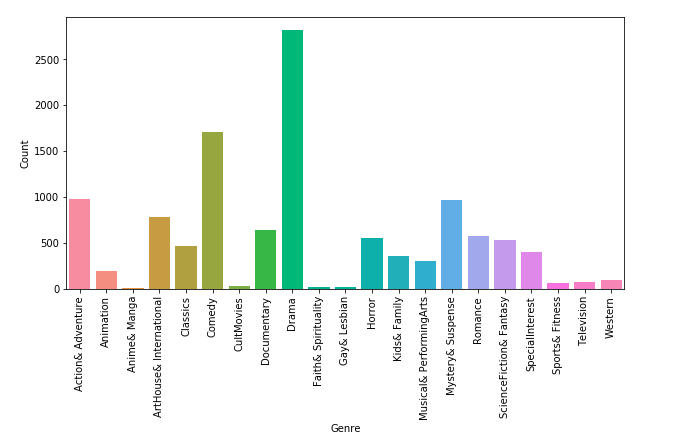 2500
2000
1500
1000
500
0
Count
Action& Adventure
Animation
Anime& Manga
ArtHouse& International
Classics
Comedy
CultMovies
Documentary
Drama
Faith& Spirituality
Gay& Lesbian
Horror
Kids& Family
Musical& PerformingArts
Mystery& Suspense
Romance
ScienceFiction& Fantasy
SpecialInterest
Sports& Fitness
Television
Western
Genre